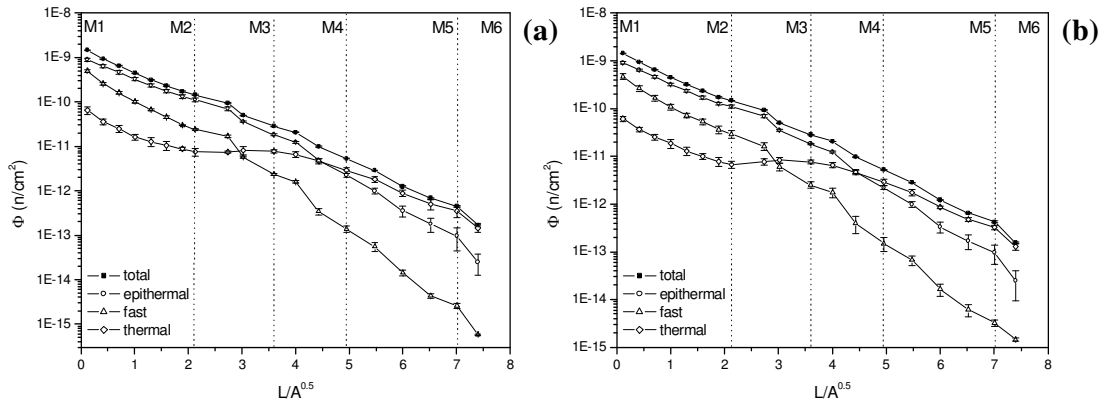 1E-8
1E-9
1E-10
1E-11
1E-12
1E-13
1E-14
1E-15
Φ (n/cm²)
M1 M2 M3 M4 M5 M6
(a)
total
epithermal
fast
thermal
0 1 2 3 4 5 6 7 8
L/A^0.5
1E-8
1E-9
1E-10
1E-11
1E-12
1E-13
1E-14
1E-15
Φ (n/cm²)
M1 M2 M3 M4 M5 M6
(b)
total
epithermal
fast
thermal
0 1 2 3 4 5 6 7 8
L/A^0.5